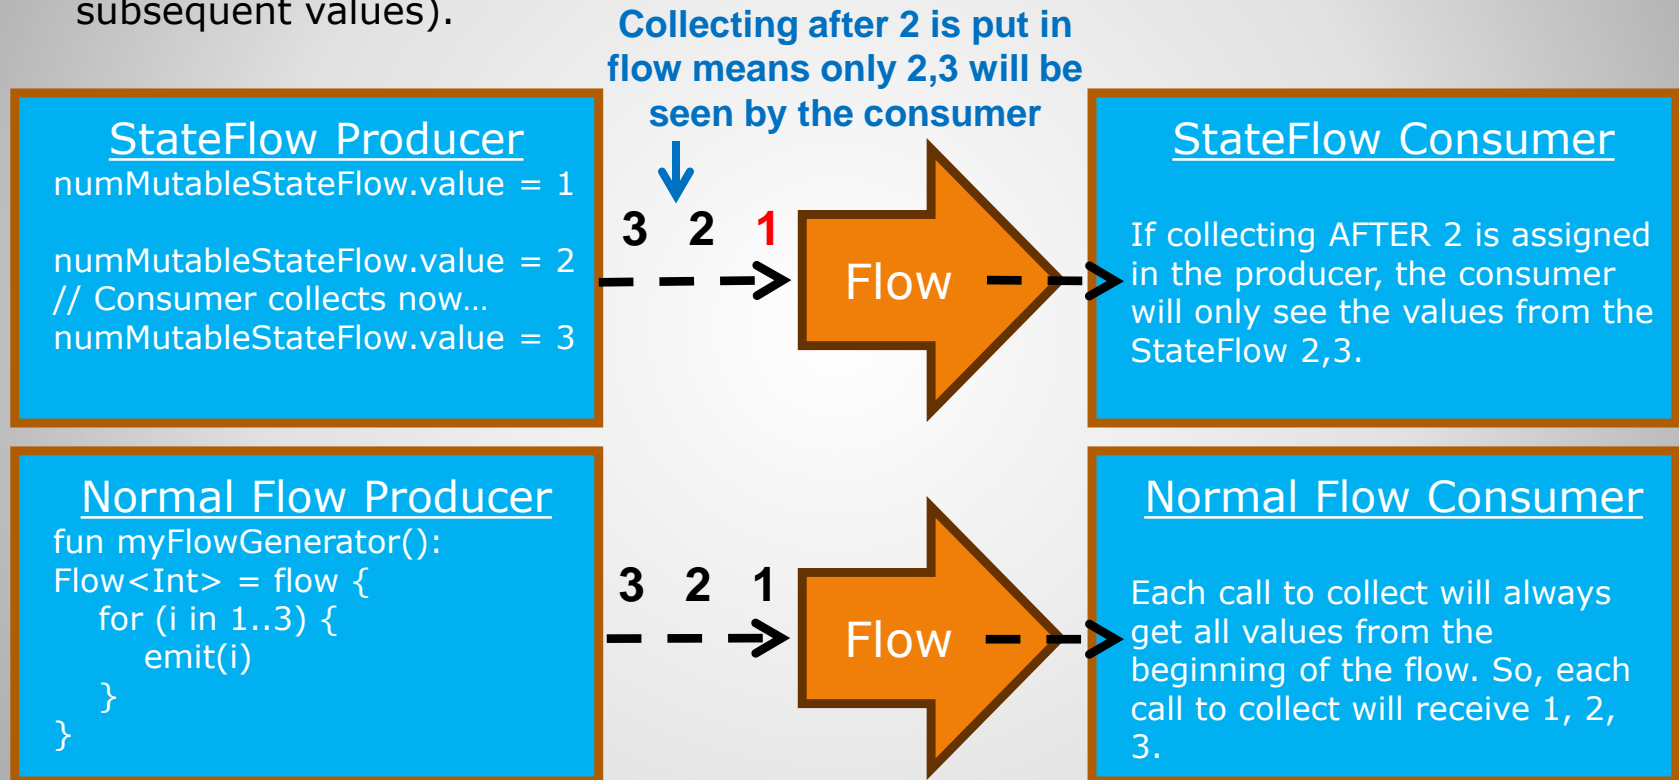 subsequent values).
Collecting after 2 is put in
flow means only 2,3 will be
seen by the consumer
StateFlow Producer
numMutableStateFlow.value = 1
numMutableStateFlow.value = 2
// Consumer collects now…
numMutableStateFlow.value = 3
3 2 1
Flow
StateFlow Consumer
If collecting AFTER 2 is assigned
in the producer, the consumer
will only see the values from the
StateFlow 2,3.
Normal Flow Producer
fun myFlowGenerator():
Flow<Int> = flow {
for (i in 1..3) {
emit(i)
}
}
3 2 1
Flow
Normal Flow Consumer
Each call to collect will always
get all values from the
beginning of the flow. So, each
call to collect will receive 1, 2,
3.